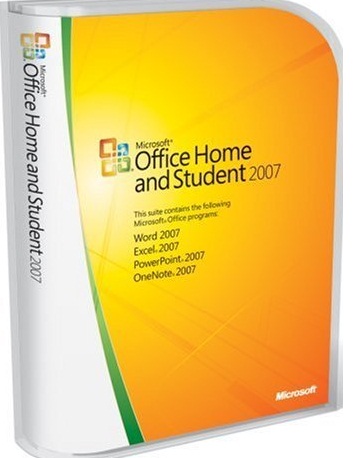 Microsoft®
Office Home and Student 2007
Microsoft®
Office Home
and Student 2007
This suite contains the following
Microsoft® Office programs:
Word 2007
Excel® 2007
PowerPoint® 2007
OneNote® 2007
Microsoft